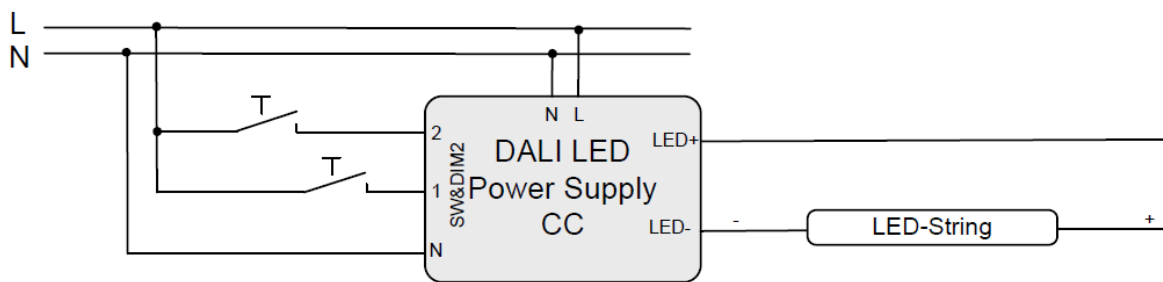 L
N
N L
2
1
N
SW&DIM2
DALI LED
Power Supply
CC
LED+
LED-
-
LED-String
+